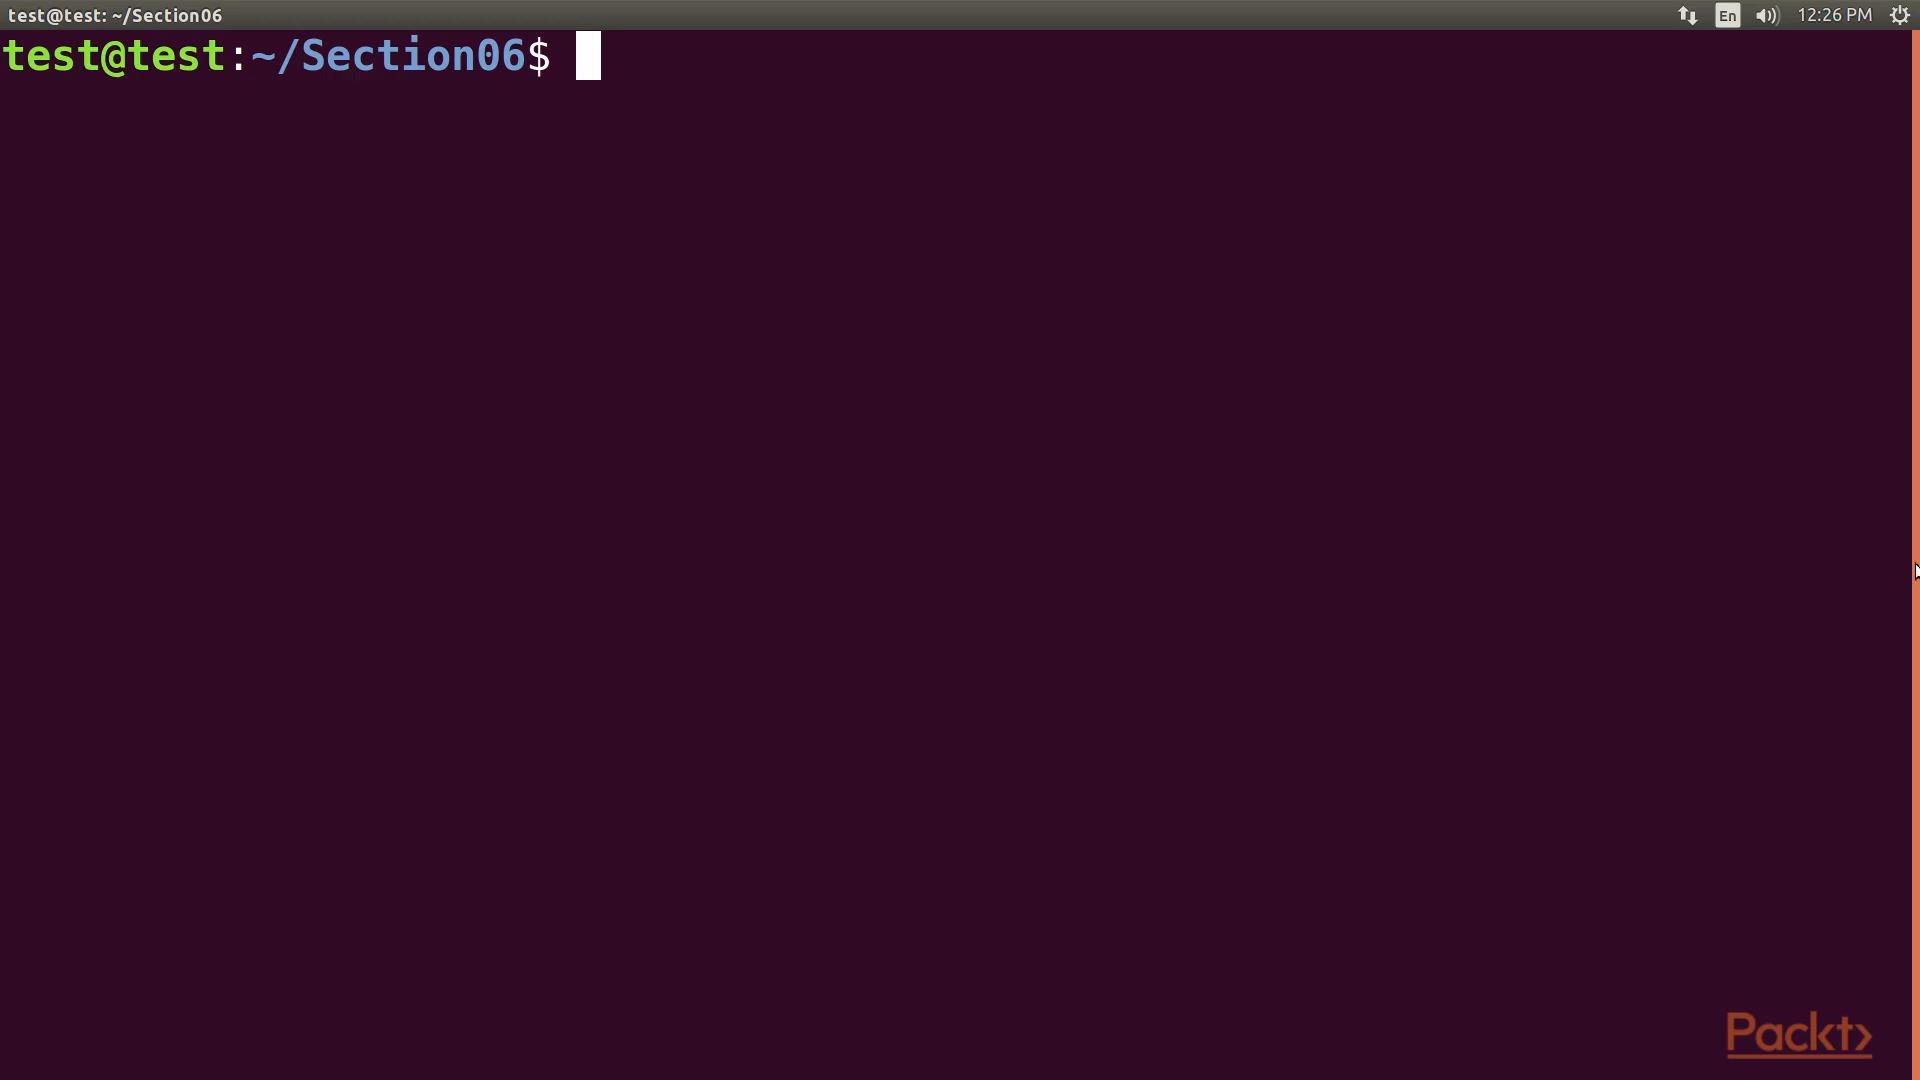 test@test: ~/Section06
En
12:26 PM
test@test:~/Section06$
Packt>